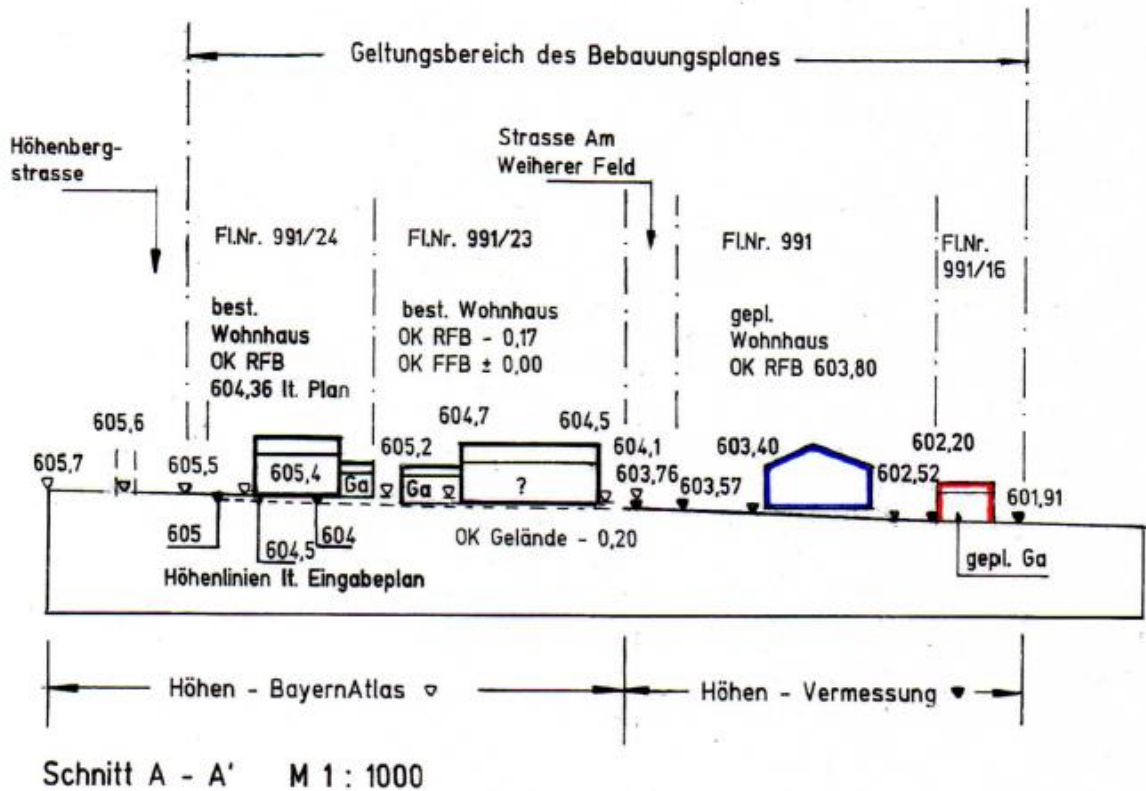 Geltungsbereich des Bebauungsplanes
Höhenberg-
strasse
Strasse Am
Weiherer Feld
Fl.Nr. 991/24
Fl.Nr. 991/23
Fl.Nr. 991
Fl.Nr.
991/16
best.
Wohnhaus
OK RFB
604,36 lt. Plan
best. Wohnhaus
OK RFB - 0,17
OK FFB ± 0,00
gepl.
Wohnhaus
OK RFB 603,80
605,7
605,6
605,5
605,4
Ga
605,2
Ga
604,7
?
604,5
604,1
603,76
603,57
603,40
602,52
602,20
601,91
605
604,5
604
OK Gelände - 0,20
gepl. Ga
Höhenlinien lt. Eingabeplan
Höhen - BayernAtlas
Höhen - Vermessung
Schnitt A - A' M 1 : 1000